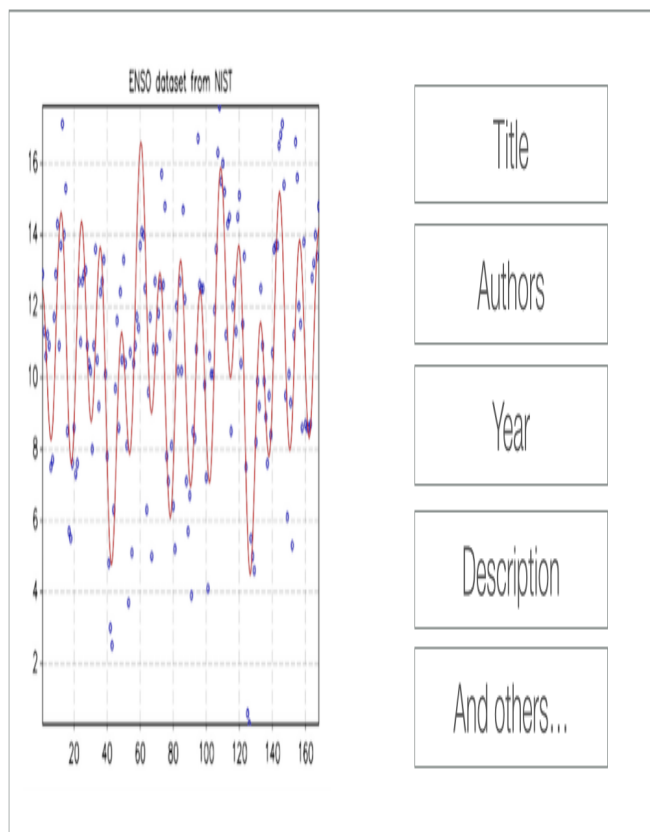 ENSO dataset from NIST
16
14
12
10
8
6
4
2
20 40 60 80 100 120 140 160
Title
Authors
Year
Description
And others...